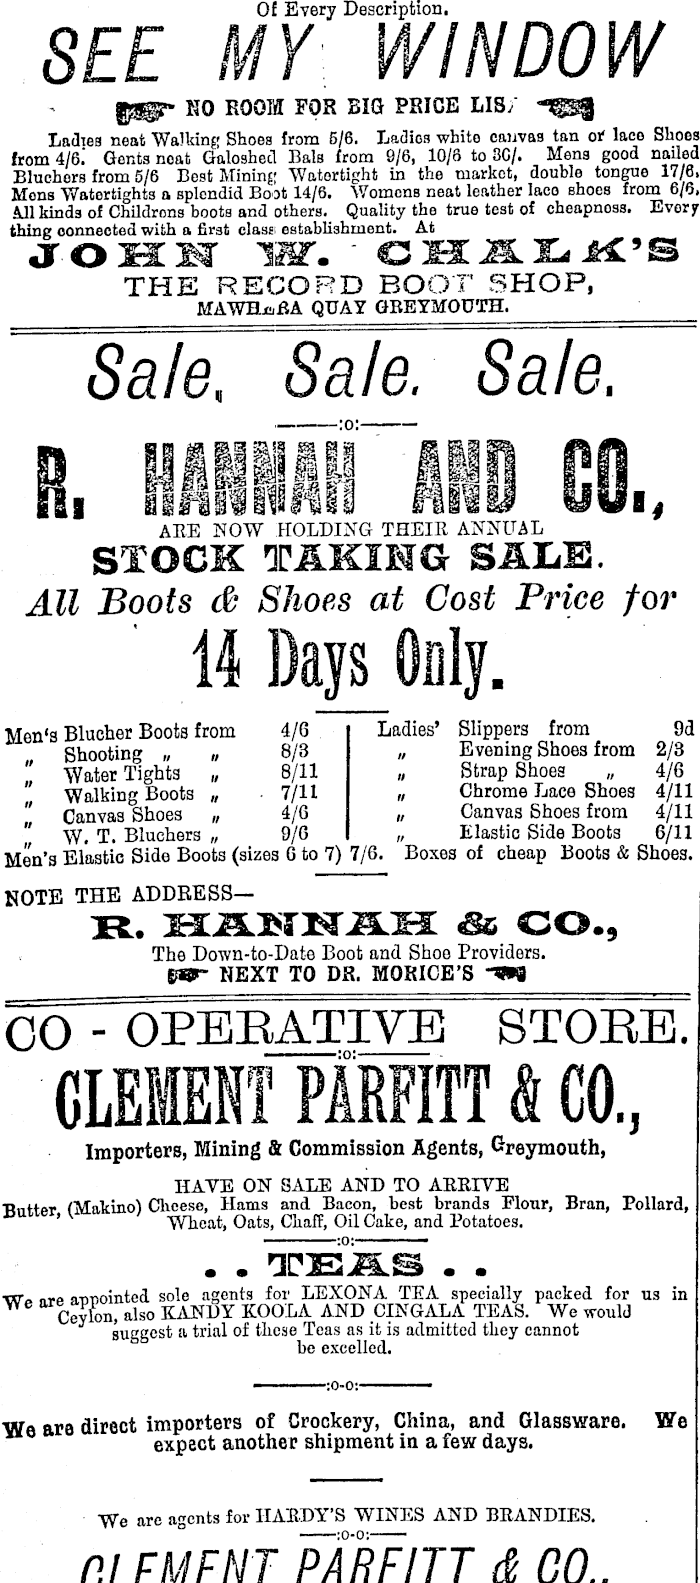 Of Every Description.
SEE MY WINDOW
NO ROOM FOR BIG PRICE LIS
Ladies neat Walking Shoes from 5/6. Ladies white canvas tan or lace Shoes
from 4/6. Gents neat Galoshed Bals from 9/6, 10/6 to 30/. Mens good nailed
Bluchers from 5/6 Best Mining Watertight in the market, double tongue 17/6,
Mens Watertights a splendid Boot 14/6. Womens neat leather lace shoes from 6/6,
All kinds of Childrens boots and others. Quality the true test of cheapness. Every
thing connected with a first class establishment. At
JOHN W. CHALK'S
THE RECORD BOOT SHOP,
MAWHERA QUAY GREYMOUTH.
Sale, Sale. Sale.
:o:
R. HANNAH AND CO.,
ARE NOW HOLDING THEIR ANNUAL
STOCK TAKING SALE.
All Boots & Shoes at Cost Price for
14 Days Only.
Men's Blucher Boots from 4/6
„ Shooting „ „ 8/3
„ Water Tights „ 8/11
„ Walking Boots „ 7/11
„ Canvas Shoes „ 4/6
„ W. T. Bluchers „ 9/6
Ladies' Slippers from 9d
„ Evening Shoes from 2/3
„ Strap Shoes „ 4/6
„ Chrome Lace Shoes 4/11
„ Canvas Shoes from 4/11
„ Elastic Side Boots 6/11
Men's Elastic Side Boots (sizes 6 to 7) 7/6. Boxes of cheap Boots & Shoes.
NOTE THE ADDRESS—
R. HANNAH & CO.,
The Down-to-Date Boot and Shoe Providers.
NEXT TO DR. MORICE'S
CO-OPERATIVE STORE.
:o:
CLEMENT PARFITT & CO.,
Importers, Mining & Commission Agents, Greymouth,
HAVE ON SALE AND TO ARRIVE
Butter, (Makino) Cheese, Hams and Bacon, best brands Flour, Bran, Pollard,
Wheat, Oats, Chaff, Oil Cake, and Potatoes.
:o:
. . TEAS . .
We are appointed sole agents for LEXONA TEA specially packed for us in
Ceylon, also KANDY KOOLA AND CINGALA TEAS. We would
suggest a trial of these Teas as it is admitted they cannot
be excelled.
:o-o:
We are direct importers of Crockery, China, and Glassware. We
expect another shipment in a few days.
We are agents for HARDY'S WINES AND BRANDIES.
:o-o:
CLEMENT PARFITT & CO.,